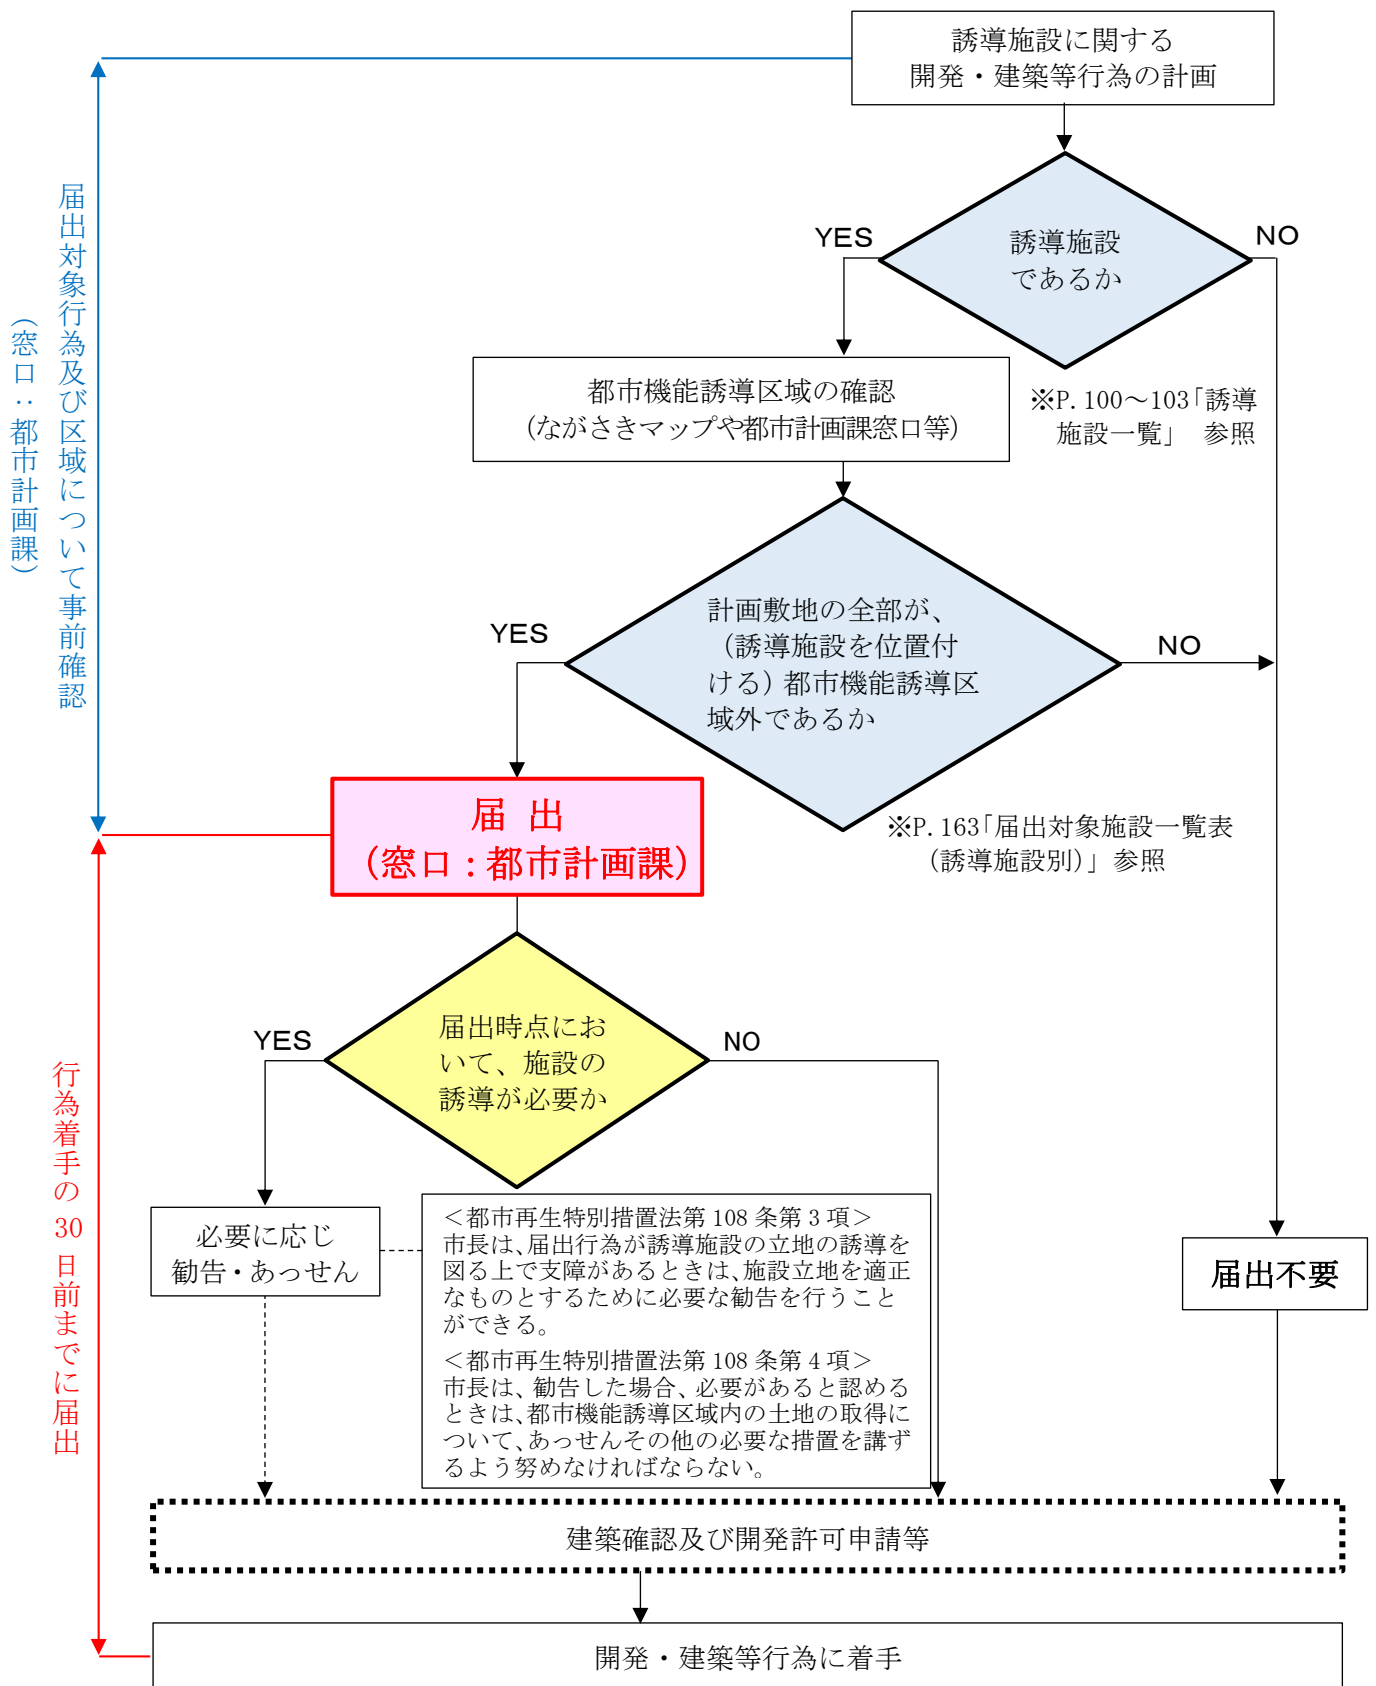 誘導施設に関する
開発・建築等行為の計画
届出対象行為及び区域について事前確認
(窓口：都市計画課)
YES
誘導施設
であるか
NO
都市機能誘導区域の確認
(ながさきマップや都市計画課窓口等)
※P.100～103「誘導
施設一覧」 参照
YES
計画敷地の全部が、
（誘導施設を位置付
ける）都市機能誘導区
域外であるか
NO
届 出
（窓口：都市計画課）
※P.163「届出対象施設一覧表
（誘導施設別）」参照
YES
届出時点にお
いて、施設の
誘導が必要か
NO
行為着手の 30 日前までに届出
必要に応じ
勧告・あっせん
＜都市再生特別措置法第 108 条第 3 項＞
市長は、届出行為が誘導施設の立地の誘導を
図る上で支障があるときは、施設立地を適正
なものとするために必要な勧告を行うこと
ができる。
＜都市再生特別措置法第 108 条第 4 項＞
市長は、勧告した場合、必要があると認める
ときは、都市機能誘導区域内の土地の取得に
ついて、あっせんその他の必要な措置を講ず
るよう努めなければならない。
届出不要
建築確認及び開発許可申請等
開発・建築等行為に着手